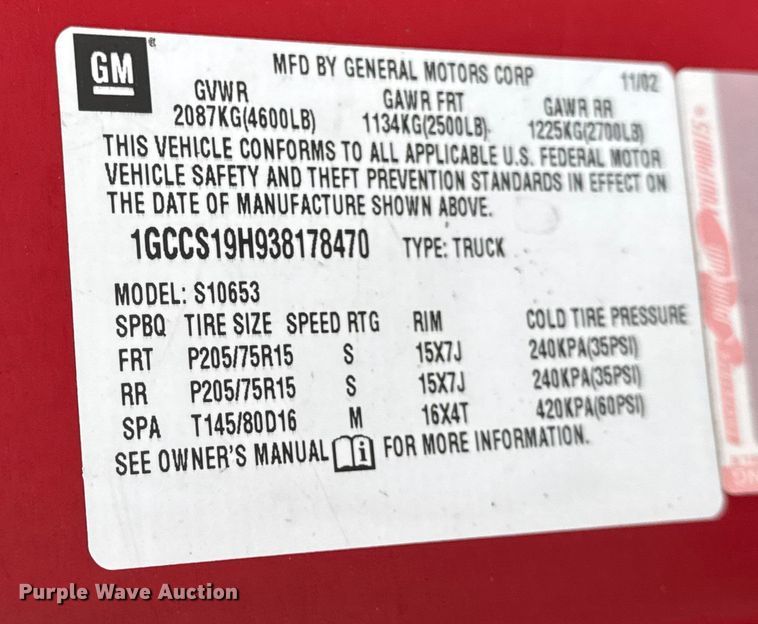 GM
MFD BY GENERAL MOTORS CORP 11/02
GVWR GAWR FRT GAWR RR
2087KG(4600LB) 1134KG(2500LB) 1225KG(2700LB)
THIS VEHICLE CONFORMS TO ALL APPLICABLE U.S. FEDERAL MOTOR
VEHICLE SAFETY AND THEFT PREVENTION STANDARDS IN EFFECT ON
THE DATE OF MANUFACTURE SHOWN ABOVE.
1GCCS19H938178470 TYPE: TRUCK
MODEL: S10653
SPBQ TIRE SIZE SPEED RTG RIM COLD TIRE PRESSURE
FRT P205/75R15 S 15X7J 240KPA(35PSI)
RR P205/75R15 S 15X7J 240KPA(35PSI)
SPA T145/80D16 M 16X4T 420KPA(60PSI)
SEE OWNER'S MANUAL i FOR MORE INFORMATION.
Purple Wave Auction